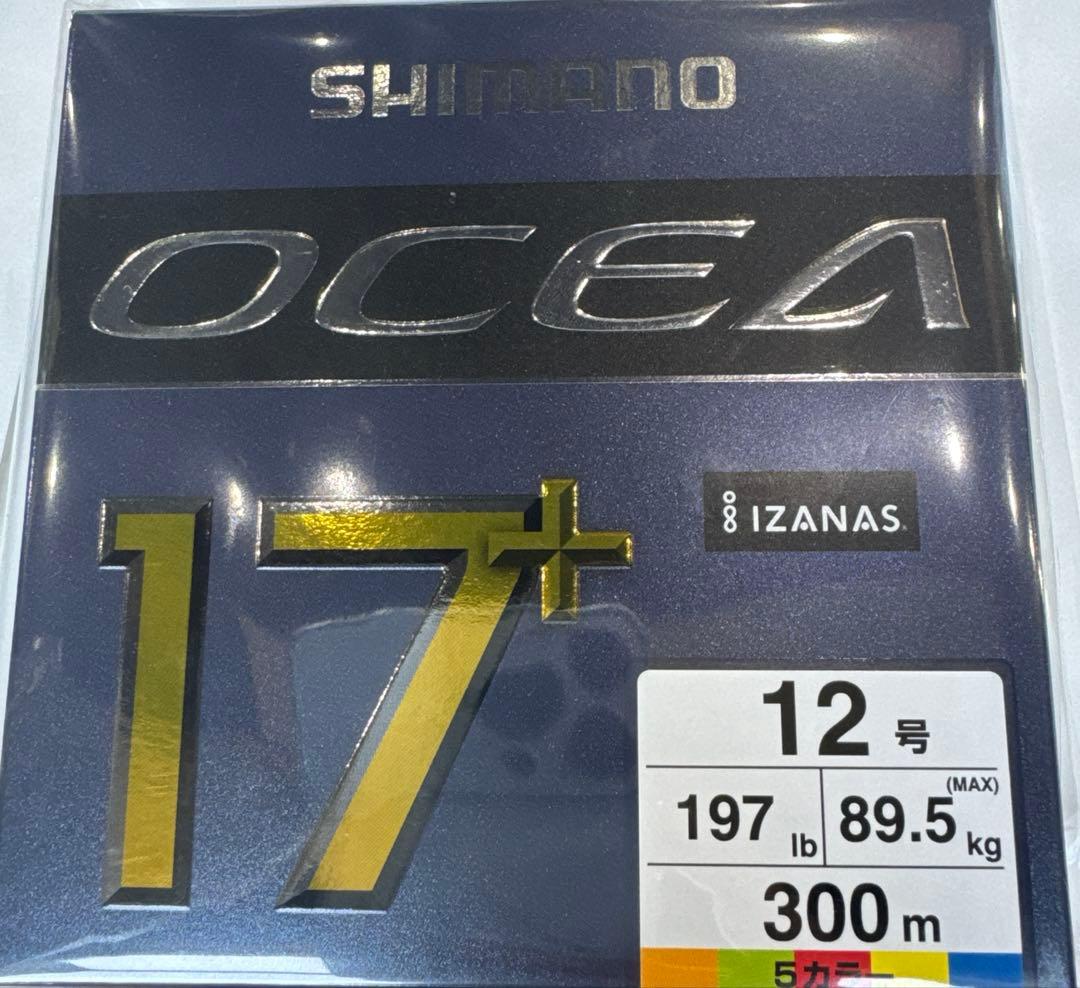 SHIMANO
OCEA
17+
IZANAS
12号
197 lb
(MAX)
89.5 kg
300 m
5カラー